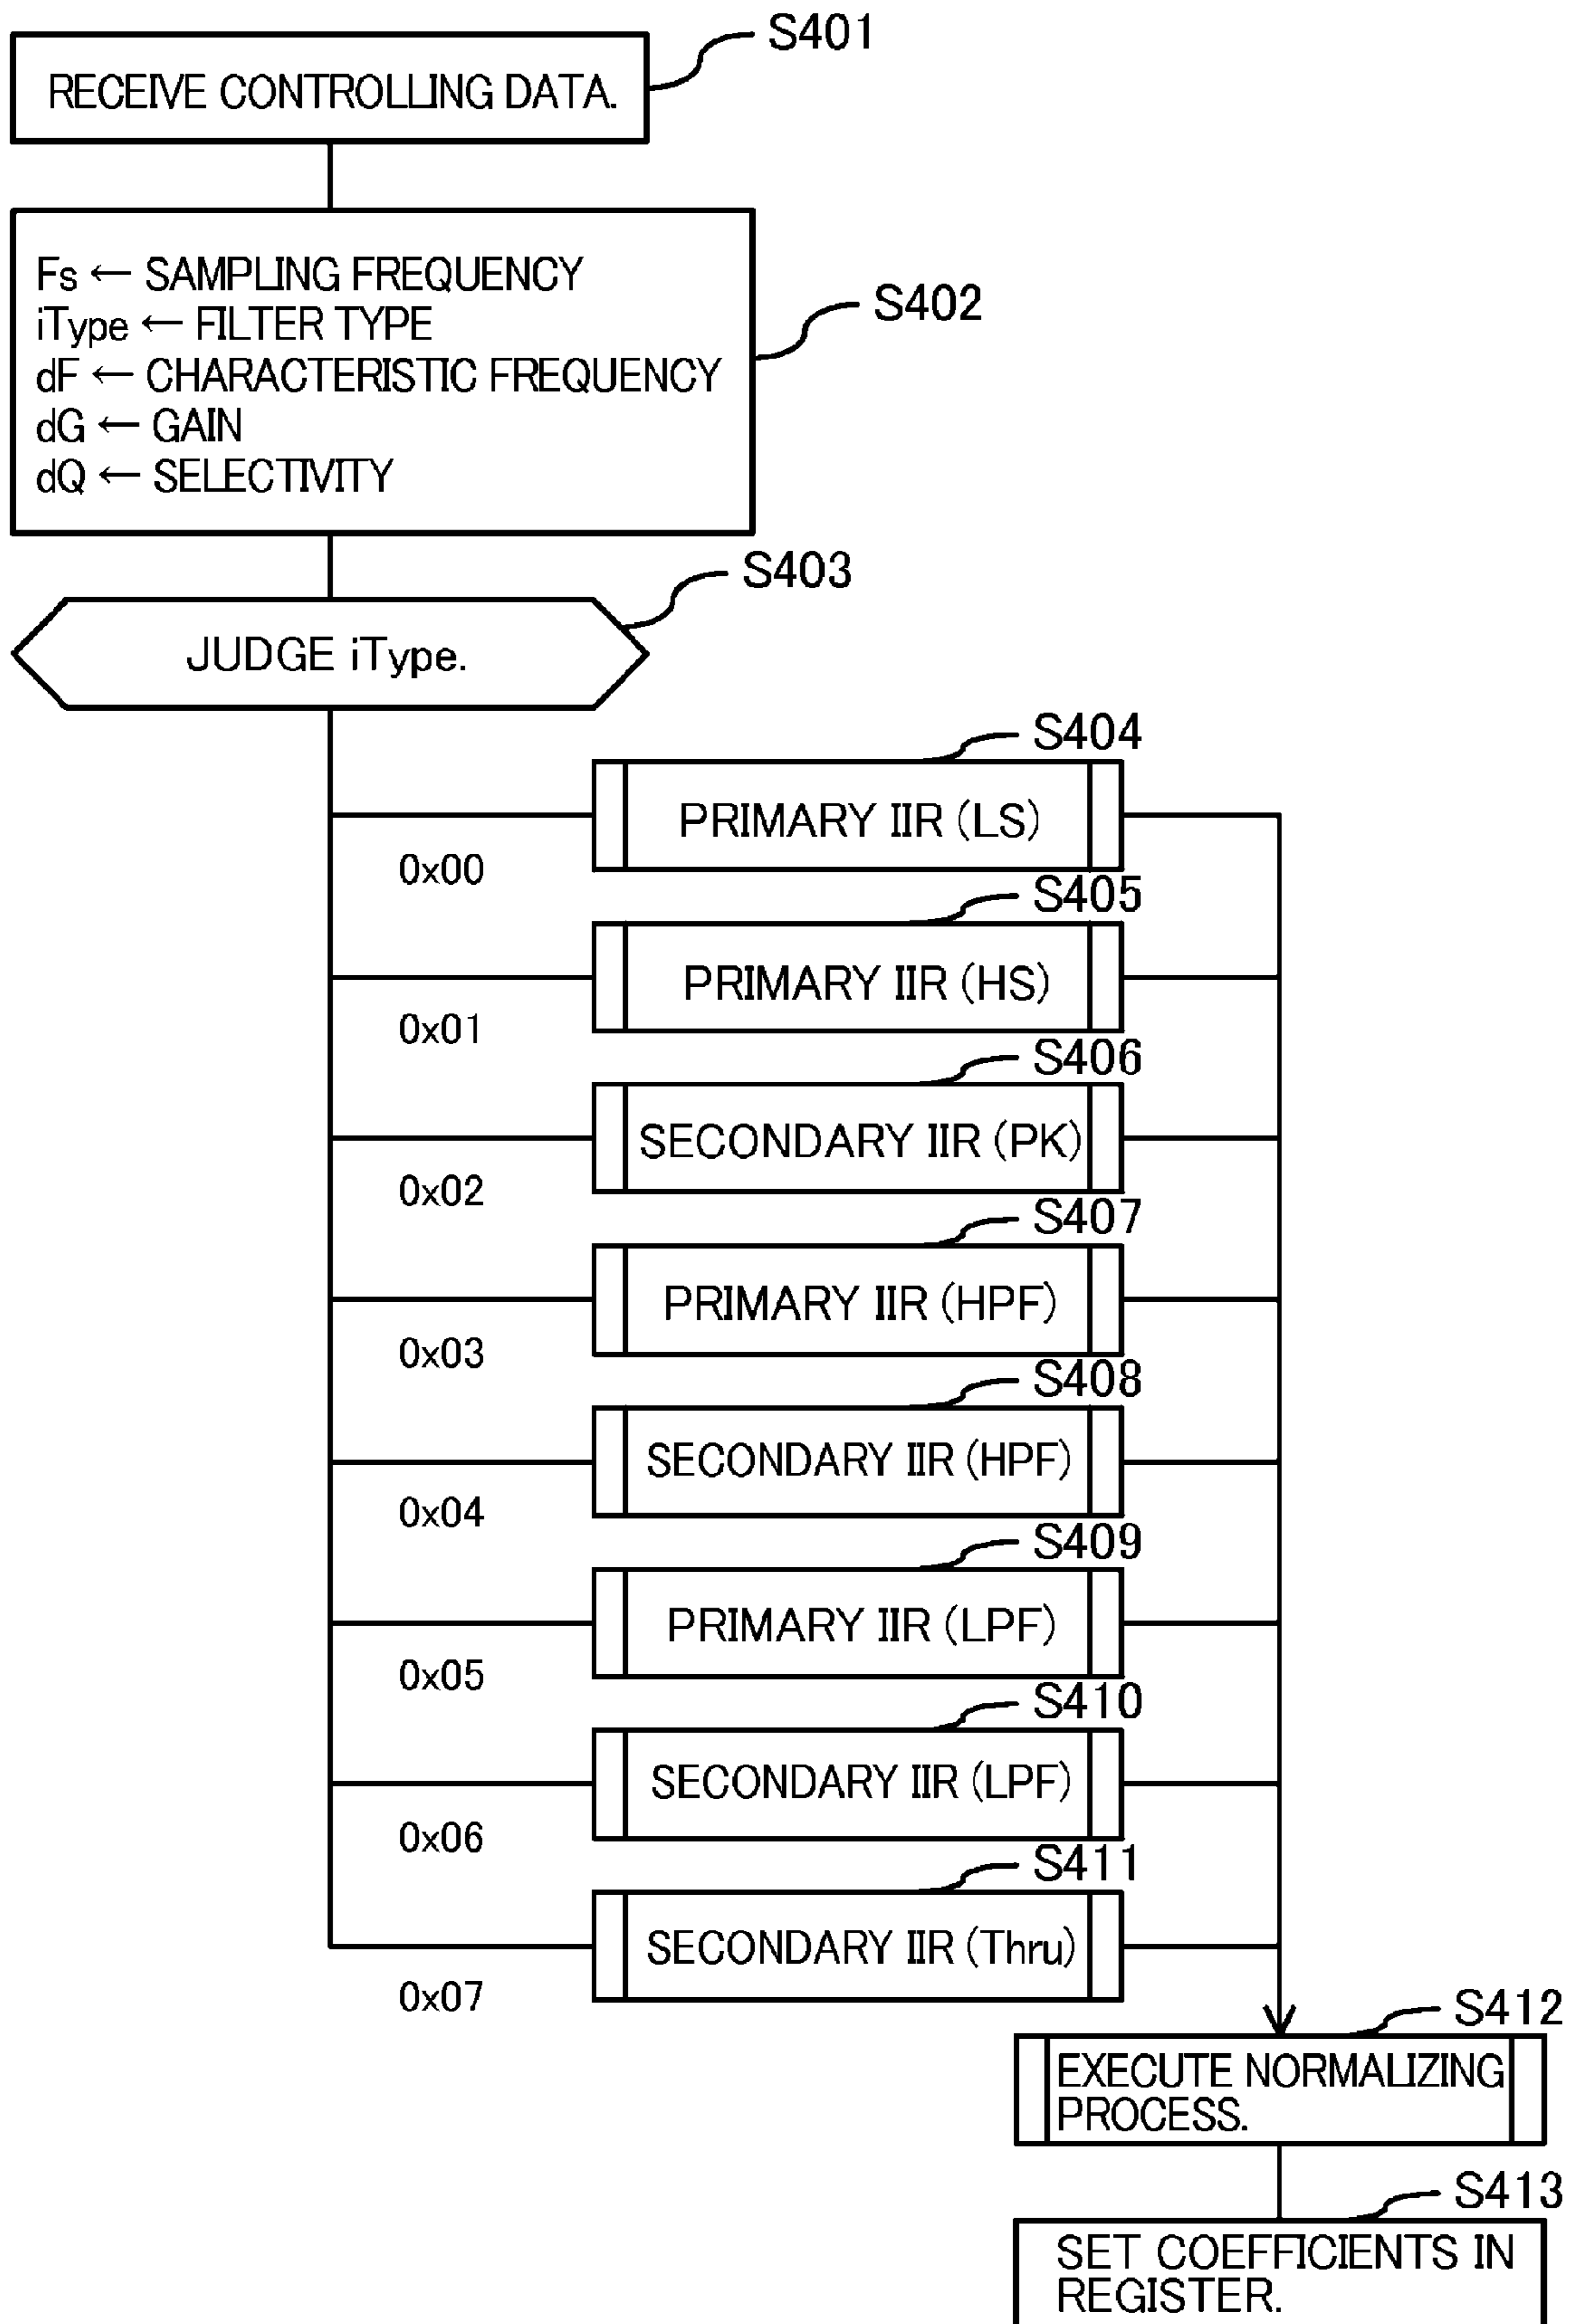 S401
RECEIVE CONTROLLING DATA.
Fs ← SAMPLING FREQUENCY
iType ← FILTER TYPE
dF ← CHARACTERISTIC FREQUENCY
dG ← GAIN
dQ ← SELECTIVITY
S402
S403
JUDGE iType.
S404
PRIMARY IIR (LS)
0x00
S405
PRIMARY IIR (HS)
0x01
S406
SECONDARY IIR (PK)
0x02
S407
PRIMARY IIR (HPF)
0x03
S408
SECONDARY IIR (HPF)
0x04
S409
PRIMARY IIR (LPF)
0x05
S410
SECONDARY IIR (LPF)
0x06
S411
SECONDARY IIR (Thru)
0x07
S412
EXECUTE NORMALIZING
PROCESS.
S413
SET COEFFICIENTS IN
REGISTER.